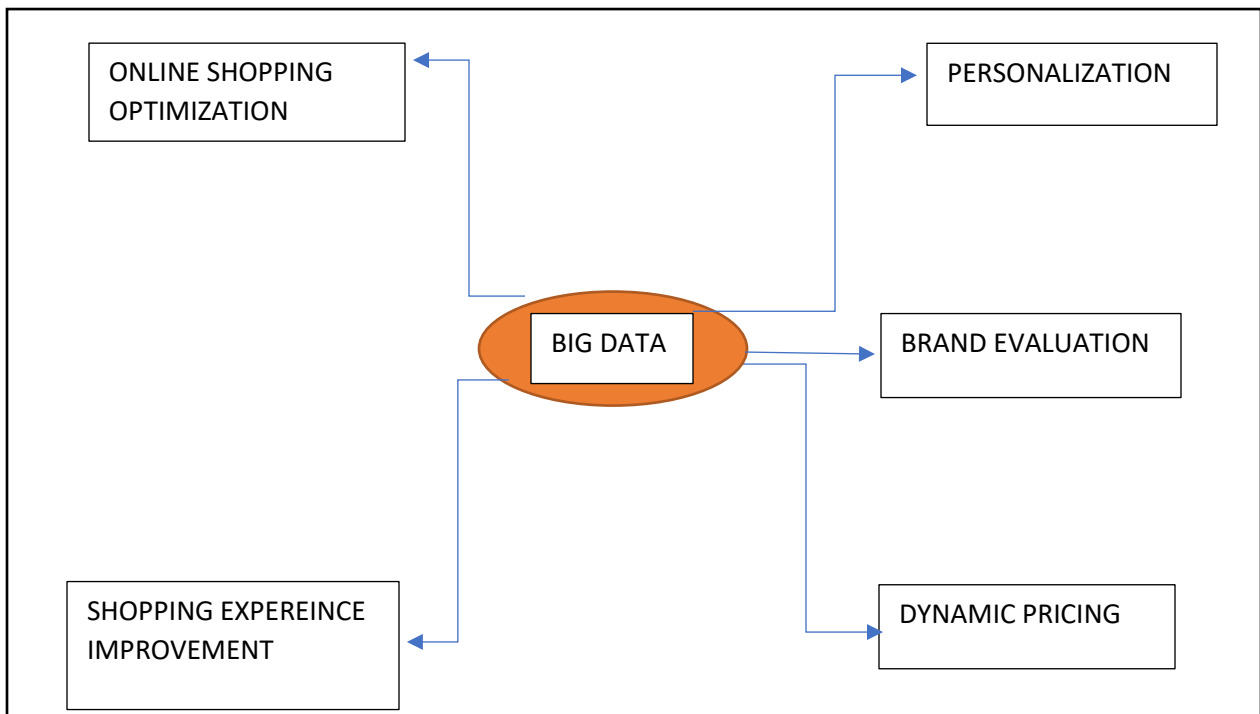 ONLINE SHOPPING
OPTIMIZATION
PERSONALIZATION
BIG DATA
BRAND EVALUATION
SHOPPING EXPEREINCE
IMPROVEMENT
DYNAMIC PRICING